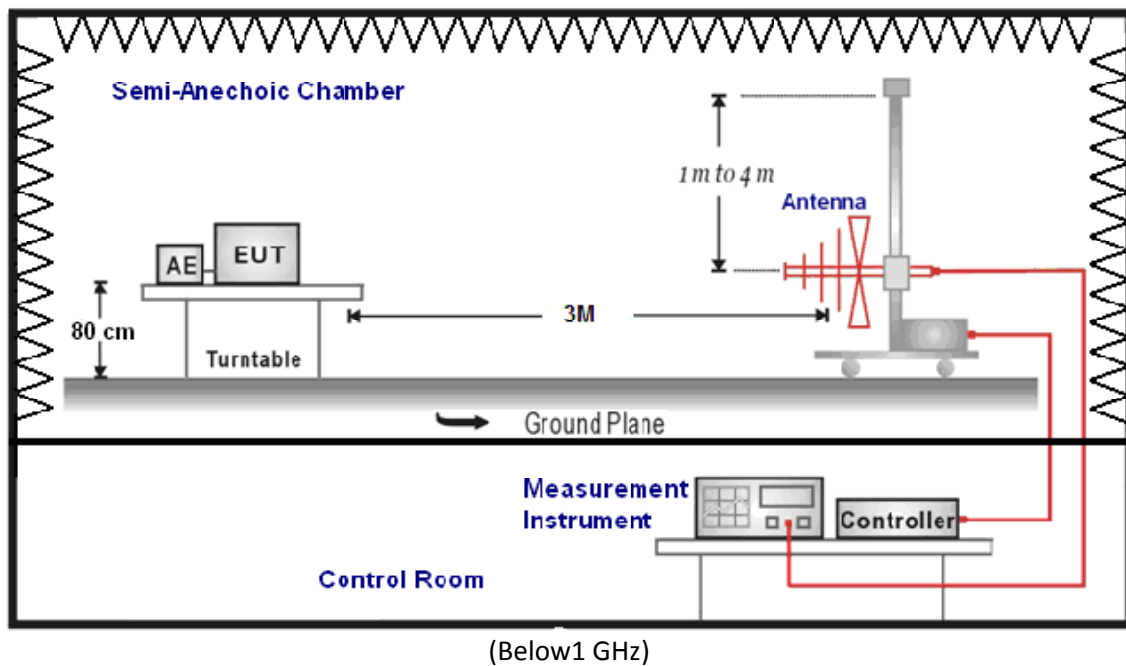 Semi-Anechoic Chamber
1m to 4 m
Antenna
AE
EUT
80 cm
3M
Turntable
Ground Plane
Measurement
Instrument
Controller
Control Room
(Below1 GHz)